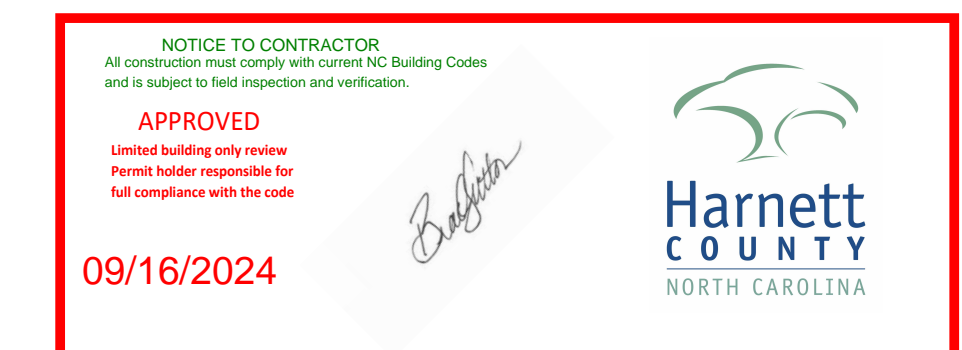 NOTICE TO CONTRACTOR
All construction must comply with current NC Building Codes
and is subject to field inspection and verification.
APPROVED
Limited building only review
Permit holder responsible for
full compliance with the code
09/16/2024
Harnett
COUNTY
NORTH CAROLINA